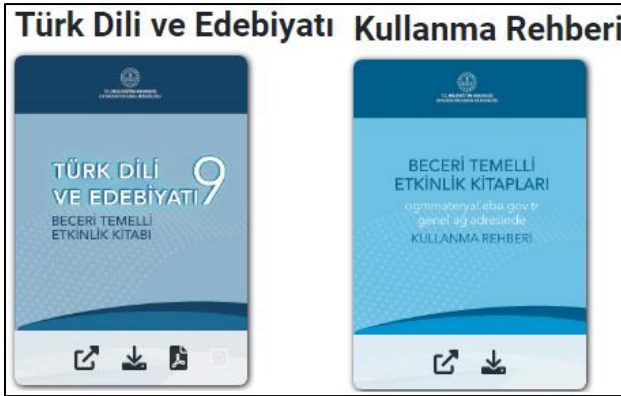 Türk Dili ve Edebiyatı
TÜRK DİLİ
VE EDEBİYATI 9
BECERİ TEMELLİ
ETKİNLİK KİTABI
Kullanma Rehberi
BECERİ TEMELLİ
ETKİNLİK KİTAPLARI
ogmmateryal.eba.gov.tr
genel ağ adresinde
KULLANMA REHBERİ